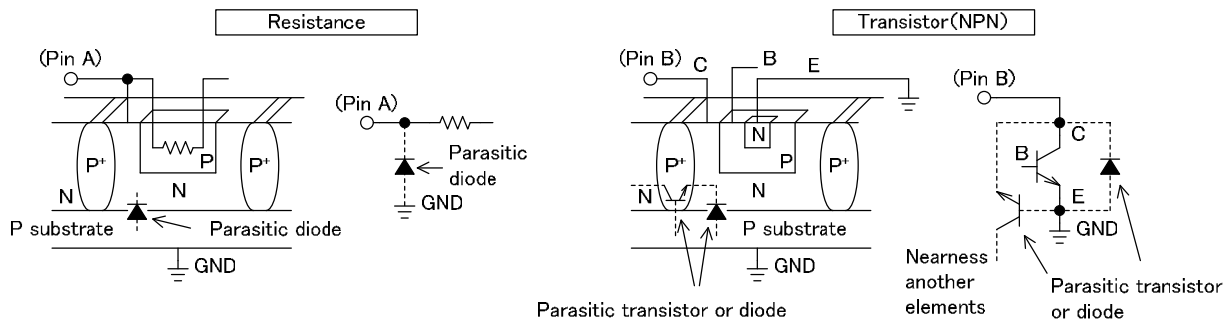 Resistance
(Pin A)
P⁺
P
P⁺
N
N
P substrate
Parasitic diode
GND
(Pin A)
Parasitic
diode
GND
Transistor(NPN)
(Pin B)
C
B
E
N
P⁺
P
P⁺
N
N
P substrate
GND
Parasitic transistor or diode
(Pin B)
C
B
E
GND
Nearness
another
elements
Parasitic transistor
or diode